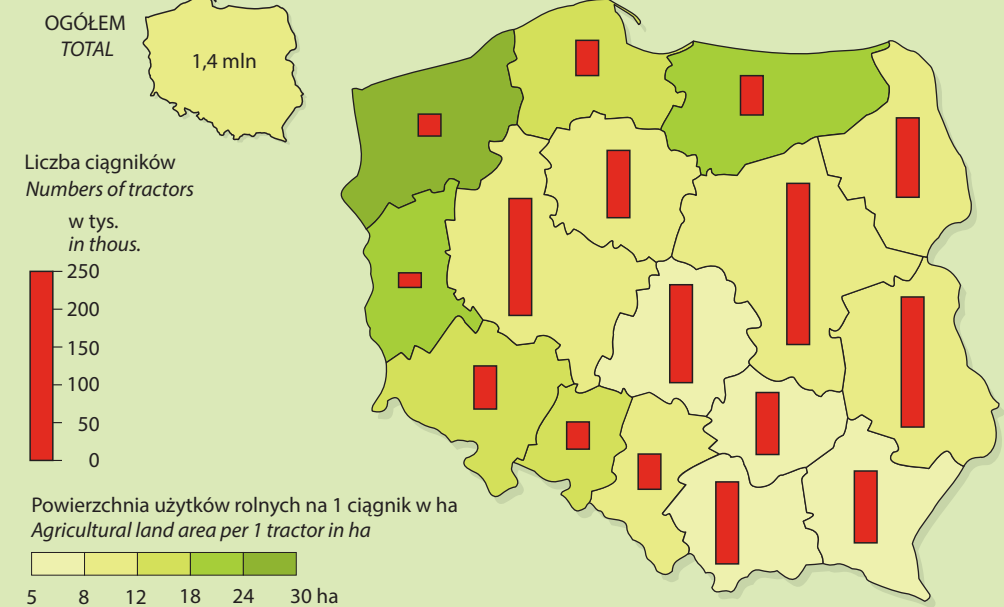 OGÓŁEM
TOTAL
1,4 mln
Liczba ciągników
Numbers of tractors
w tys.
in thous.
250
200
150
100
50
0
Powierzchnia użytków rolnych na 1 ciągnik w ha
Agricultural land area per 1 tractor in ha
5 8 12 18 24 30 ha